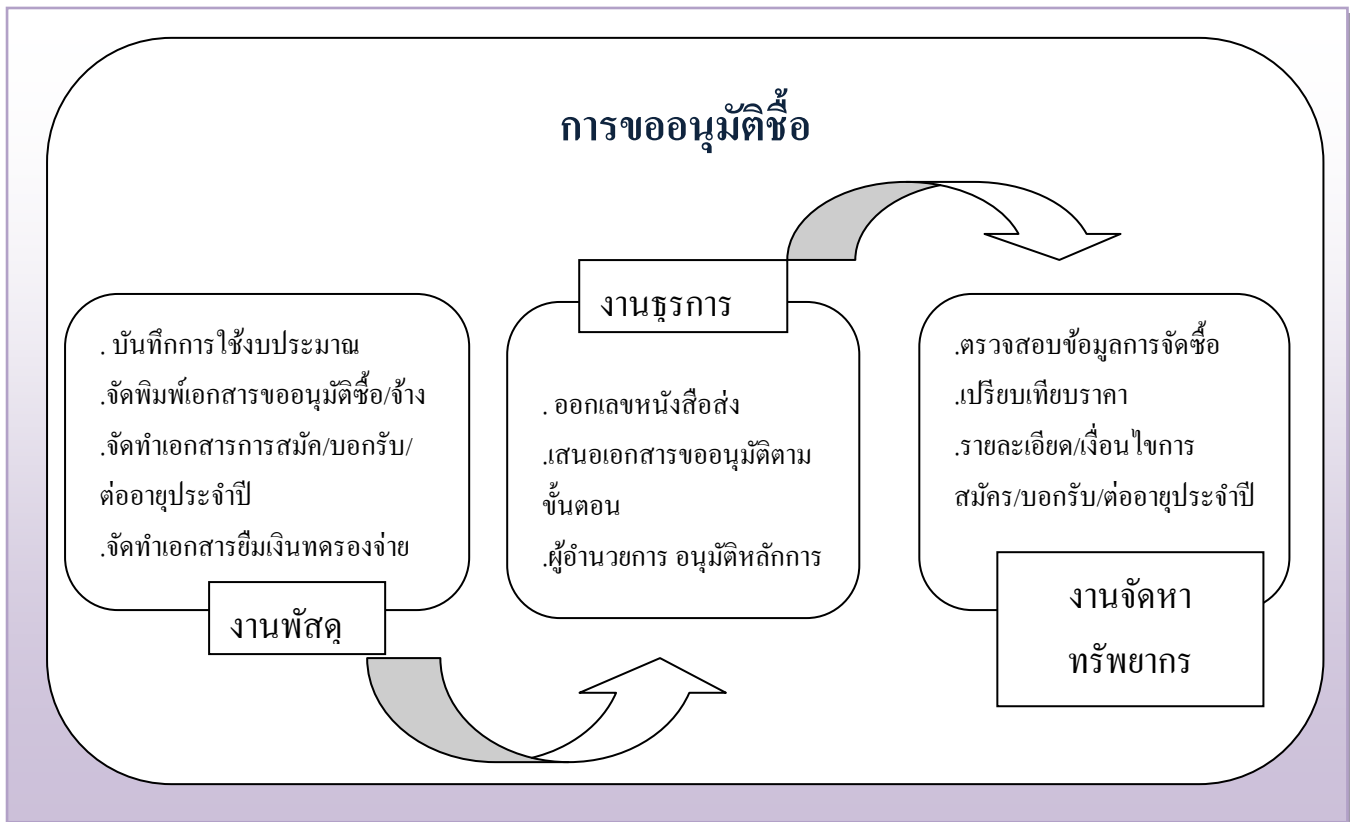 การขออนุมัติซื้อ
. บันทึกการใช้งบประมาณ
.จัดพิมพ์เอกสารขออนุมัติซื้อ/จ้าง
.จัดทำเอกสารการสมัค/บอกรับ/
ต่ออายุประจำปี
.จัดทำเอกสารยืมเงินทดรองจ่าย
งานพัสดุ
งานธุรการ
. ออกเลขหนังสือส่ง
.เสนอเอกสารขออนุมัติตาม
ขั้นตอน
.ผู้อำนวยการ อนุมัติหลักการ
.ตรวจสอบข้อมูลการจัดซื้อ
.เปรียบเทียบราคา
.รายละเอียด/เงื่อนไขการ
สมัคร/บอกรับ/ต่ออายุประจำปี
งานจัดหา
ทรัพยากร